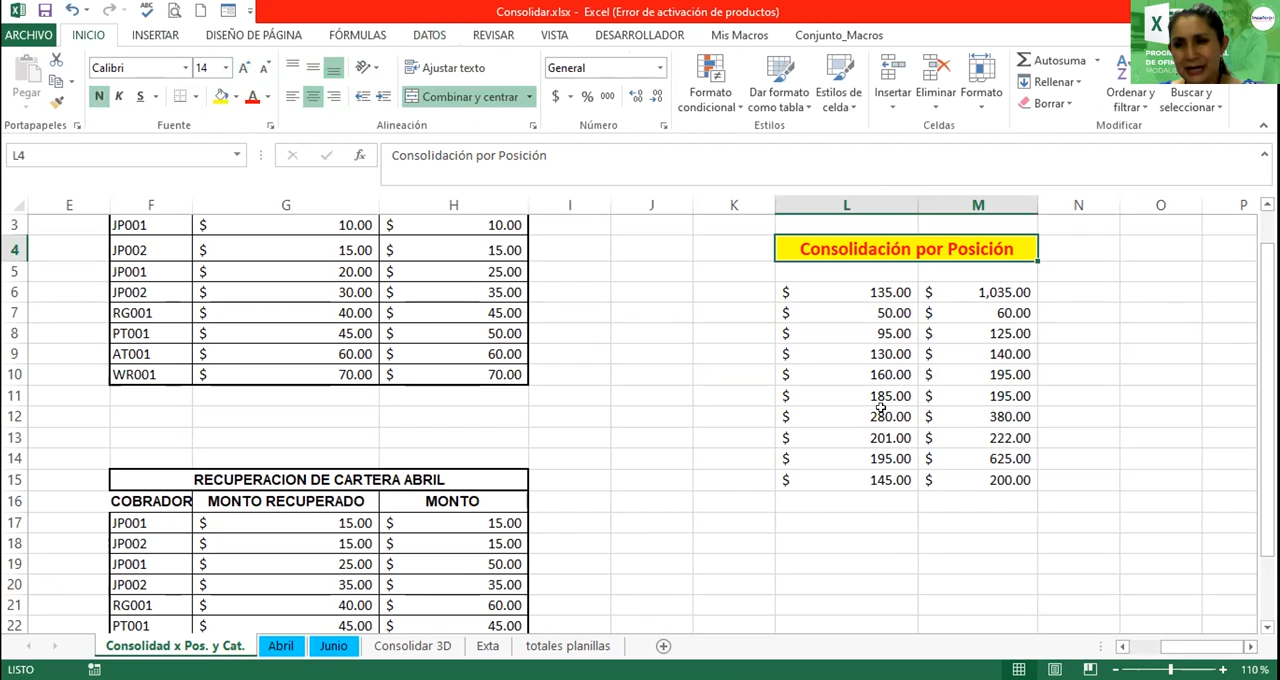 Consolidar.xlsx - Excel (Error de activación de productos)
ARCHIVO INICIO INSERTAR DISEÑO DE PÁGINA FÓRMULAS DATOS REVISAR VISTA DESARROLLADOR Mis Macros Conjunto_Macros
Pegar
Calibri 14
N K S
Ajustar texto
Combinar y centrar
General
$ % 000
Formato condicional
Dar formato como tabla
Estilos de celda
Insertar Eliminar Formato
Autosuma
Rellenar
Borrar
Ordenar y filtrar
Buscar y seleccionar
Portapapeles Fuente Alineación Número Estilos Celdas Modificar
L4 fx Consolidación por Posición
E F G H I J K L M N O P
3 JP001 $ 10.00 $ 10.00
4 JP002 $ 15.00 $ 15.00 Consolidación por Posición
5 JP001 $ 20.00 $ 25.00
6 JP002 $ 30.00 $ 35.00 $ 135.00 $ 1,035.00
7 RG001 $ 40.00 $ 45.00 $ 50.00 $ 60.00
8 PT001 $ 45.00 $ 50.00 $ 95.00 $ 125.00
9 AT001 $ 60.00 $ 60.00 $ 130.00 $ 140.00
10 WR001 $ 70.00 $ 70.00 $ 160.00 $ 195.00
11 $ 185.00 $ 195.00
12 $ 280.00 $ 380.00
13 $ 201.00 $ 222.00
14 $ 195.00 $ 625.00
15 RECUPERACION DE CARTERA ABRIL $ 145.00 $ 200.00
16 COBRADOR MONTO RECUPERADO MONTO
17 JP001 $ 15.00 $ 15.00
18 JP002 $ 15.00 $ 15.00
19 JP001 $ 25.00 $ 50.00
20 JP002 $ 35.00 $ 35.00
21 RG001 $ 40.00 $ 60.00
22 PT001 $ 45.00 $ 45.00
Consolidad x Pos. y Cat. Abril Junio Consolidar 3D Exta totales planillas
LISTO 110 %